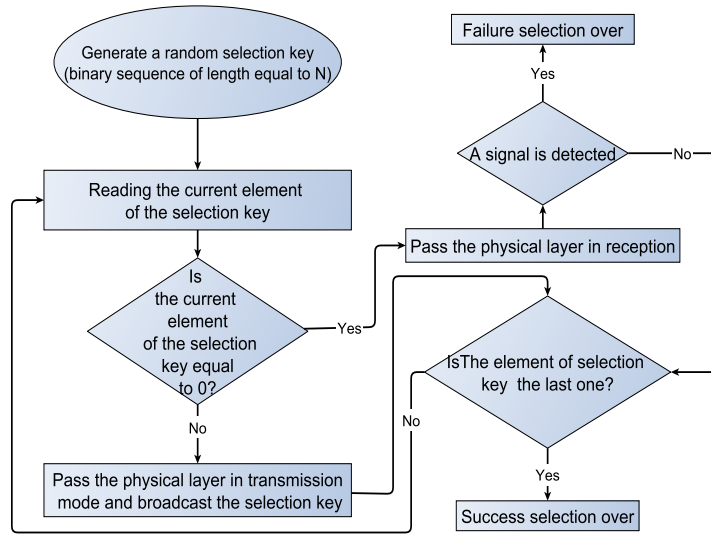 Generate a random selection key
(binary sequence of length equal to N)
Reading the current element
of the selection key
Is
the current
element
of the selection
key equal
to 0?
Yes
No
Pass the physical layer in transmission
mode and broadcast the selection key
Failure selection over
Yes
A signal is detected
No
Pass the physical layer in reception
IsThe element of selection
key the last one?
No
Yes
Success selection over